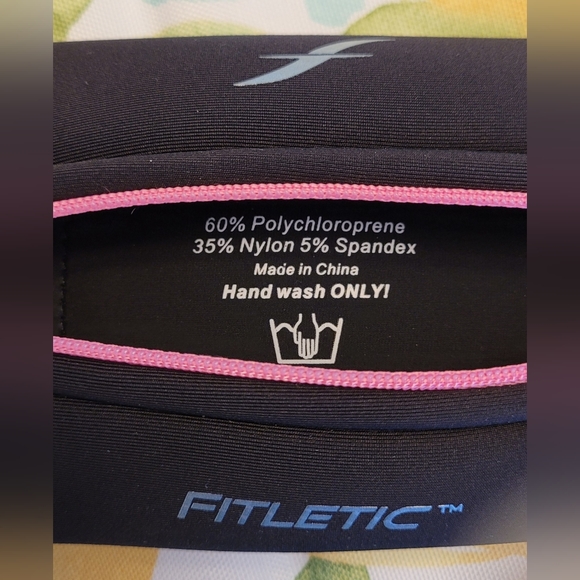 60% Polychloroprene
35% Nylon 5% Spandex
Made in China
Hand wash ONLY!
FITLETIC™